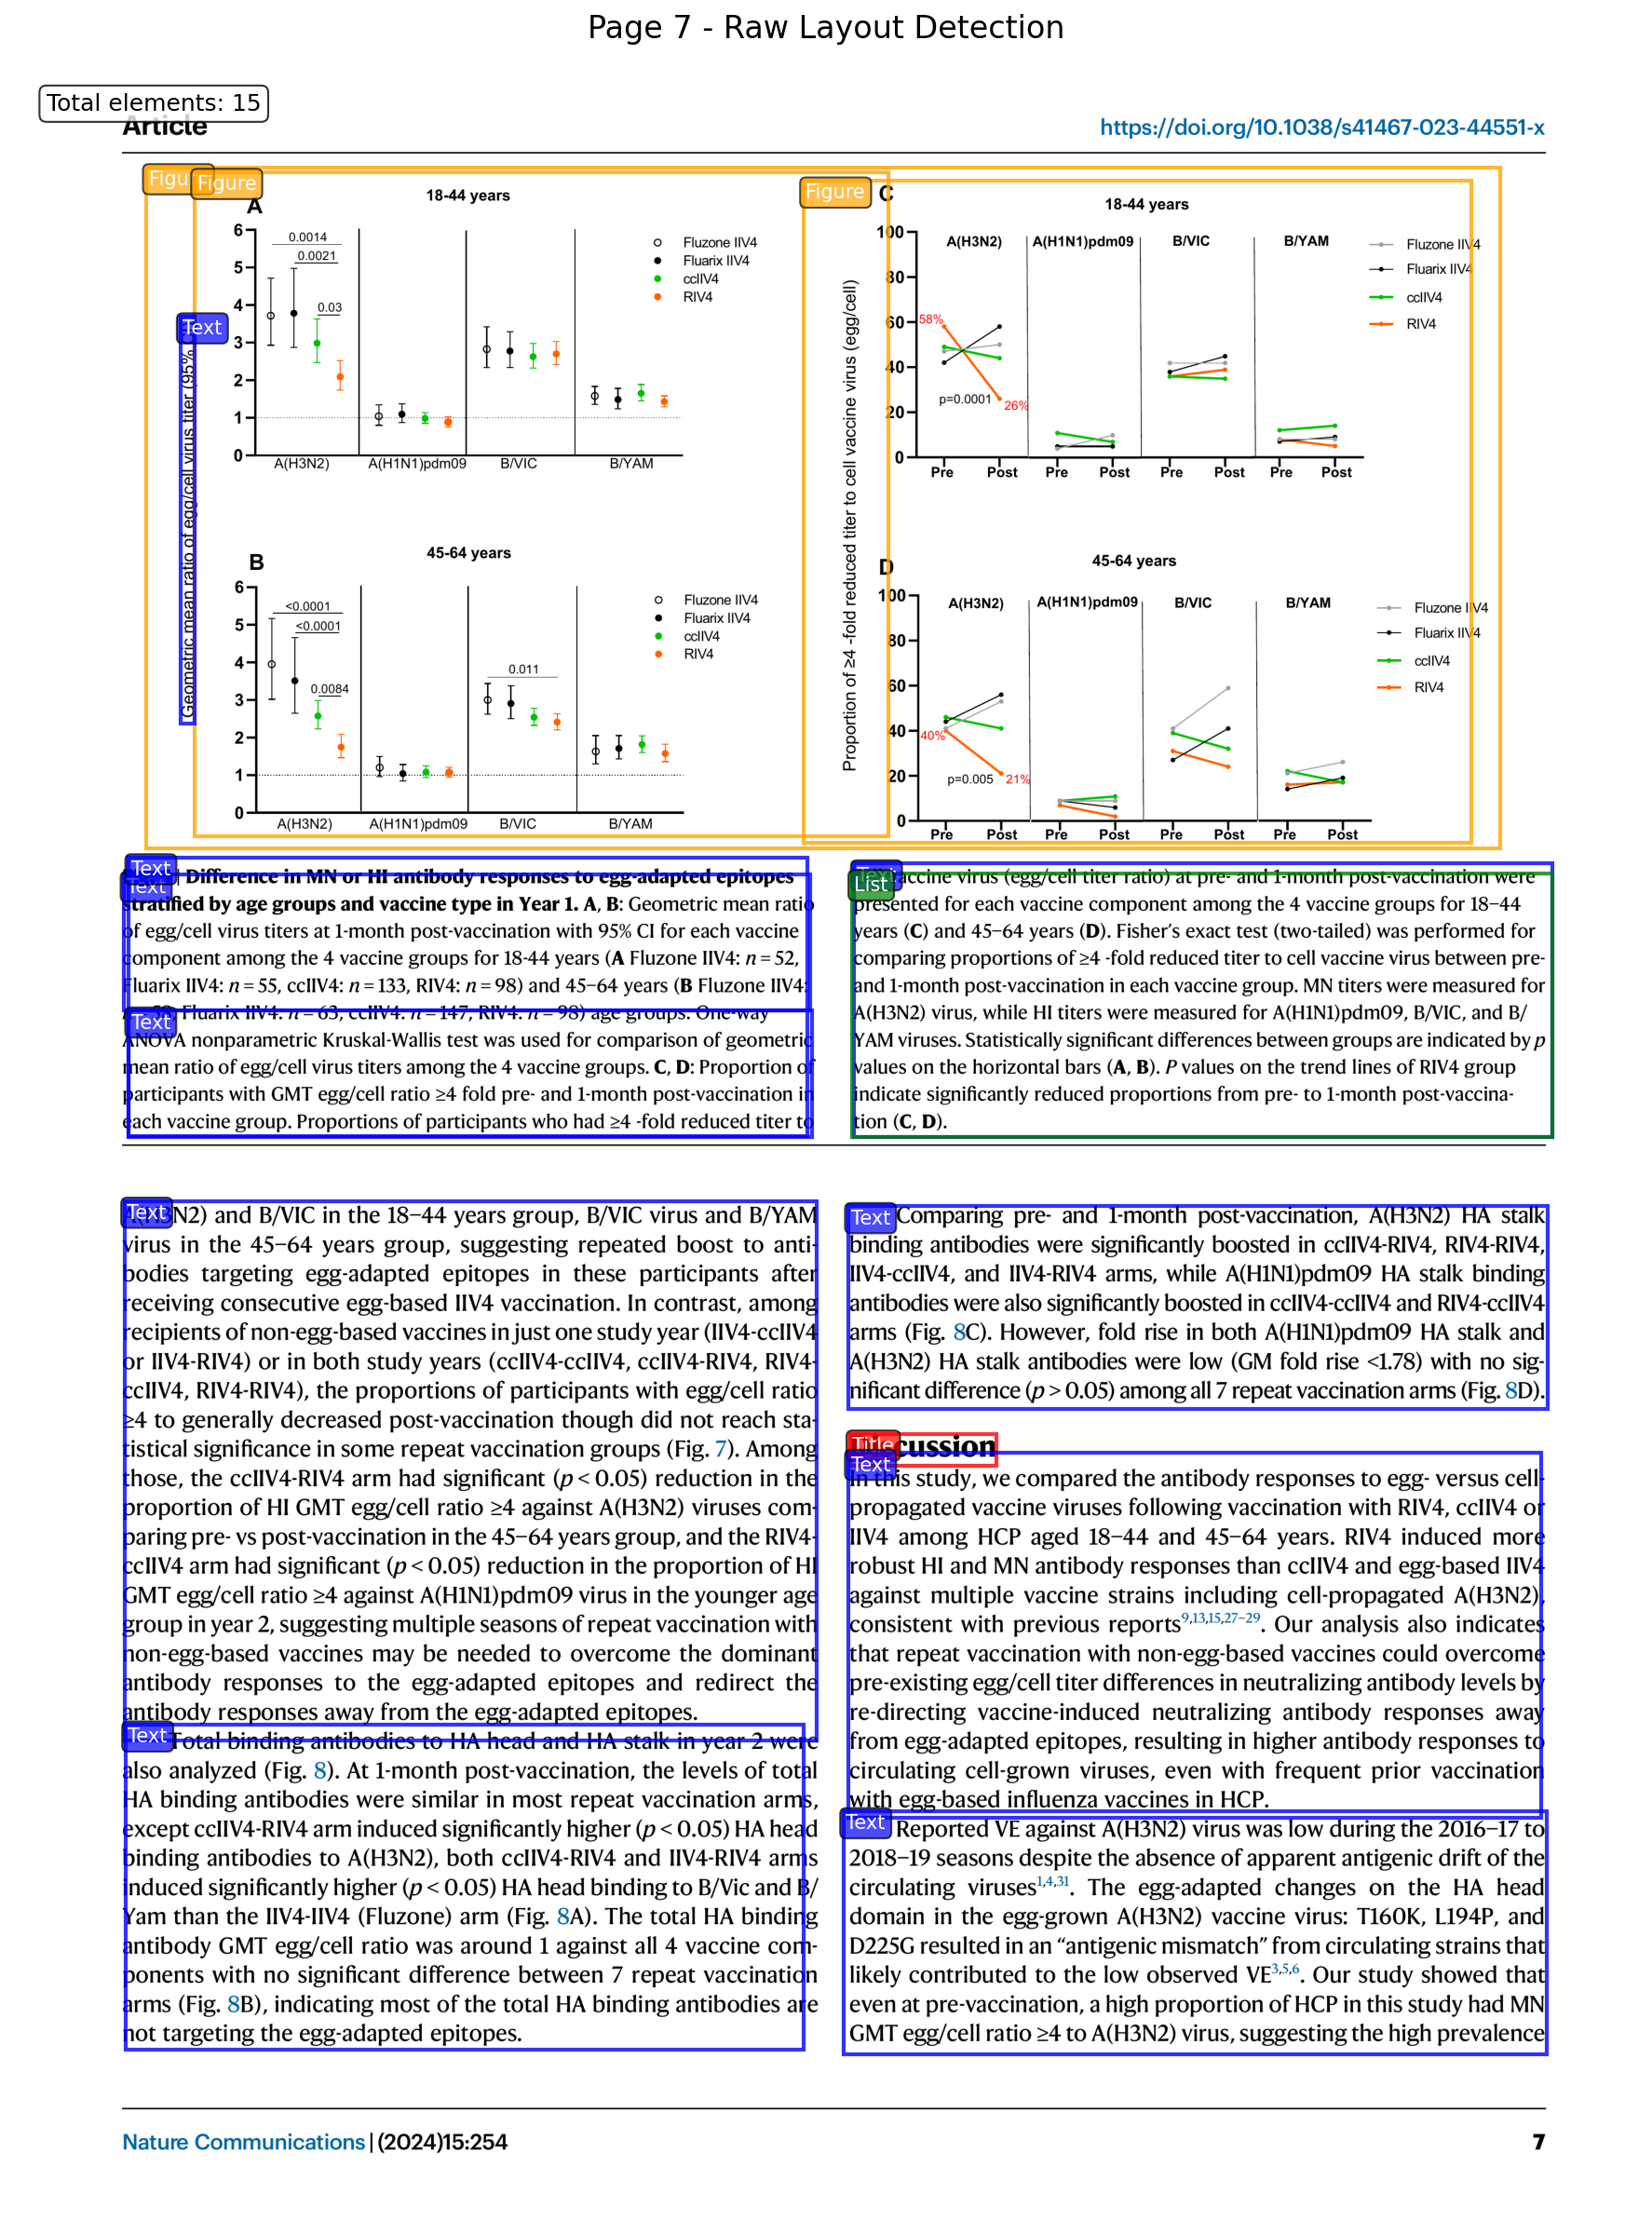 Page 7 - Raw Layout Detection
Total elements: 15
Article
https://doi.org/10.1038/s41467-023-44551-x
Figu
Figure
Figure
Text
Geometric mean ratio of egg/cell virus titer (95%
A
18-44 years
6
5
4
3
2
1
0
0.0014
0.0021
0.03
Fluzone IIV4
Fluarix IIV4
ccIIV4
RIV4
A(H3N2) A(H1N1)pdm09 B/VIC B/YAM
B
45-64 years
6
5
4
3
2
1
0
<0.0001
<0.0001
0.0084
0.011
Fluzone IIV4
Fluarix IIV4
ccIIV4
RIV4
A(H3N2) A(H1N1)pdm09 B/VIC B/YAM
Proportion of ≥4 -fold reduced titer to cell vaccine virus (egg/cell)
C
18-44 years
100
80
60
40
20
0
A(H3N2) A(H1N1)pdm09 B/VIC B/YAM
58%
p=0.0001
26%
Fluzone IIV4
Fluarix IIV4
ccIIV4
RIV4
Pre Post Pre Post Pre Post Pre Post
D
45-64 years
100
80
60
40
20
0
A(H3N2) A(H1N1)pdm09 B/VIC B/YAM
40%
p=0.005
21%
Fluzone IIV4
Fluarix IIV4
ccIIV4
RIV4
Pre Post Pre Post Pre Post Pre Post
Text
Text
| Difference in MN or HI antibody responses to egg-adapted epitopes
stratified by age groups and vaccine type in Year 1. A, B: Geometric mean ratio
of egg/cell virus titers at 1-month post-vaccination with 95% CI for each vaccine
component among the 4 vaccine groups for 18-44 years (A Fluzone IIV4: n = 52,
Fluarix IIV4: n = 55, ccIIV4: n = 133, RIV4: n = 98) and 45–64 years (B Fluzone IIV4:
Fluarix IIV4: n = 63, ccIIV4: n = 147, RIV4: n = 98) age groups. One-way
Text
ANOVA nonparametric Kruskal-Wallis test was used for comparison of geometric
mean ratio of egg/cell virus titers among the 4 vaccine groups. C, D: Proportion of
participants with GMT egg/cell ratio ≥4 fold pre- and 1-month post-vaccination in
each vaccine group. Proportions of participants who had ≥4 -fold reduced titer to
Text
List
vaccine virus (egg/cell titer ratio) at pre- and 1-month post-vaccination were
presented for each vaccine component among the 4 vaccine groups for 18–44
years (C) and 45–64 years (D). Fisher's exact test (two-tailed) was performed for
comparing proportions of ≥4 -fold reduced titer to cell vaccine virus between pre-
and 1-month post-vaccination in each vaccine group. MN titers were measured for
A(H3N2) virus, while HI titers were measured for A(H1N1)pdm09, B/VIC, and B/
YAM viruses. Statistically significant differences between groups are indicated by p
values on the horizontal bars (A, B). P values on the trend lines of RIV4 group
indicate significantly reduced proportions from pre- to 1-month post-vaccina-
tion (C, D).
Text
A(H3N2) and B/VIC in the 18–44 years group, B/VIC virus and B/YAM
virus in the 45–64 years group, suggesting repeated boost to anti-
bodies targeting egg-adapted epitopes in these participants after
receiving consecutive egg-based IIV4 vaccination. In contrast, among
recipients of non-egg-based vaccines in just one study year (IIV4-ccIIV4
or IIV4-RIV4) or in both study years (ccIIV4-ccIIV4, ccIIV4-RIV4, RIV4-
ccIIV4, RIV4-RIV4), the proportions of participants with egg/cell ratio
≥4 to generally decreased post-vaccination though did not reach sta-
tistical significance in some repeat vaccination groups (Fig. 7). Among
those, the ccIIV4-RIV4 arm had significant (p < 0.05) reduction in the
proportion of HI GMT egg/cell ratio ≥4 against A(H3N2) viruses com-
paring pre- vs post-vaccination in the 45–64 years group, and the RIV4-
ccIIV4 arm had significant (p < 0.05) reduction in the proportion of HI
GMT egg/cell ratio ≥4 against A(H1N1)pdm09 virus in the younger age
group in year 2, suggesting multiple seasons of repeat vaccination with
non-egg-based vaccines may be needed to overcome the dominant
antibody responses to the egg-adapted epitopes and redirect the
antibody responses away from the egg-adapted epitopes.
Text
Total binding antibodies to HA head and HA stalk in year 2 were
also analyzed (Fig. 8). At 1-month post-vaccination, the levels of total
HA binding antibodies were similar in most repeat vaccination arms,
except ccIIV4-RIV4 arm induced significantly higher (p < 0.05) HA head
binding antibodies to A(H3N2), both ccIIV4-RIV4 and IIV4-RIV4 arms
induced significantly higher (p < 0.05) HA head binding to B/Vic and B/
Yam than the IIV4-IIV4 (Fluzone) arm (Fig. 8A). The total HA binding
antibody GMT egg/cell ratio was around 1 against all 4 vaccine com-
ponents with no significant difference between 7 repeat vaccination
arms (Fig. 8B), indicating most of the total HA binding antibodies are
not targeting the egg-adapted epitopes.
Text
Comparing pre- and 1-month post-vaccination, A(H3N2) HA stalk
binding antibodies were significantly boosted in ccIIV4-RIV4, RIV4-RIV4,
IIV4-ccIIV4, and IIV4-RIV4 arms, while A(H1N1)pdm09 HA stalk binding
antibodies were also significantly boosted in ccIIV4-ccIIV4 and RIV4-ccIIV4
arms (Fig. 8C). However, fold rise in both A(H1N1)pdm09 HA stalk and
A(H3N2) HA stalk antibodies were low (GM fold rise <1.78) with no sig-
nificant difference (p > 0.05) among all 7 repeat vaccination arms (Fig. 8D).
Title
cussion
Text
In this study, we compared the antibody responses to egg- versus cell-
propagated vaccine viruses following vaccination with RIV4, ccIIV4 or
IIV4 among HCP aged 18–44 and 45–64 years. RIV4 induced more
robust HI and MN antibody responses than ccIIV4 and egg-based IIV4
against multiple vaccine strains including cell-propagated A(H3N2),
consistent with previous reports9,13,15,27–29. Our analysis also indicates
that repeat vaccination with non-egg-based vaccines could overcome
pre-existing egg/cell titer differences in neutralizing antibody levels by
re-directing vaccine-induced neutralizing antibody responses away
from egg-adapted epitopes, resulting in higher antibody responses to
circulating cell-grown viruses, even with frequent prior vaccination
with egg-based influenza vaccines in HCP.
Text
Reported VE against A(H3N2) virus was low during the 2016–17 to
2018–19 seasons despite the absence of apparent antigenic drift of the
circulating viruses1,4,31. The egg-adapted changes on the HA head
domain in the egg-grown A(H3N2) vaccine virus: T160K, L194P, and
D225G resulted in an “antigenic mismatch” from circulating strains that
likely contributed to the low observed VE3,5,6. Our study showed that
even at pre-vaccination, a high proportion of HCP in this study had MN
GMT egg/cell ratio ≥4 to A(H3N2) virus, suggesting the high prevalence
Nature Communications | (2024)15:254
7